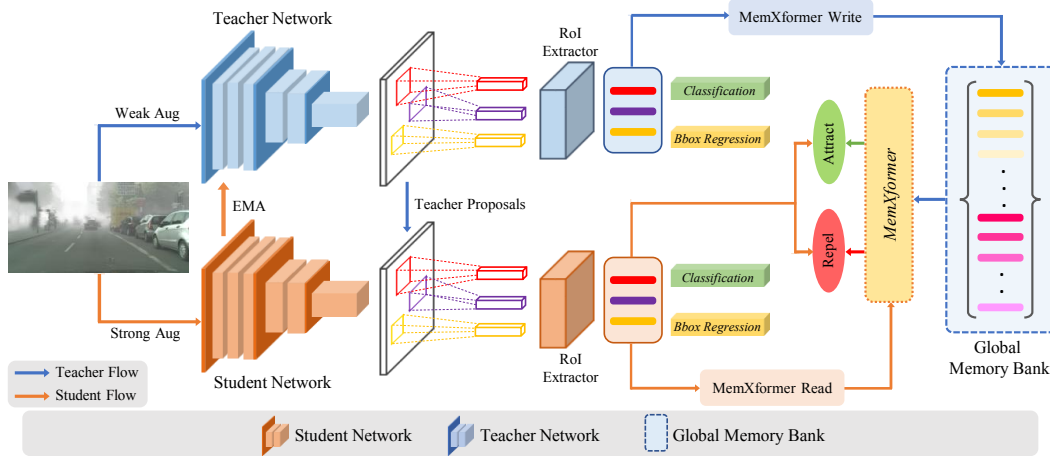 Teacher Network
MemXformer Write
RoI
Extractor
Classification
Bbox Regression
Weak Aug
Attract
MemXformer
EMA
Teacher Proposals
Repel
Classification
Bbox Regression
Strong Aug
Student Network
RoI
Extractor
MemXformer Read
Global
Memory Bank
Teacher Flow
Student Flow
Student Network
Teacher Network
Global Memory Bank